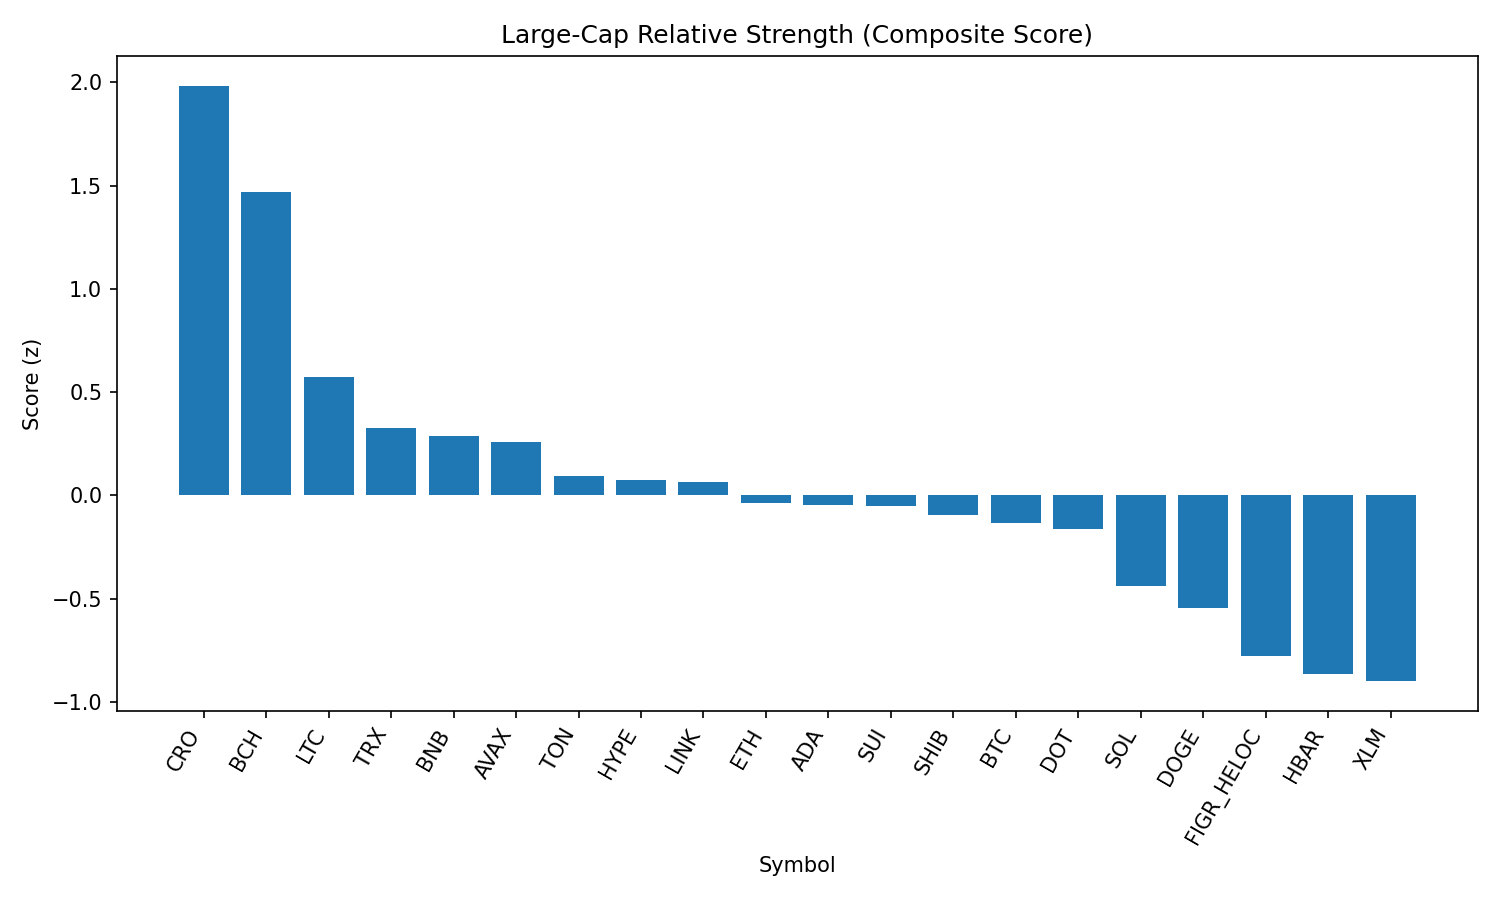 Large-Cap Relative Strength (Composite Score)
2.0
1.5
1.0
0.5
0.0
−0.5
−1.0
Score (z)
CRO
BCH
LTC
TRX
BNB
AVAX
TON
HYPE
LINK
ETH
ADA
SUI
SHIB
BTC
DOT
SOL
DOGE
FIGR_HELOC
HBAR
XLM
Symbol